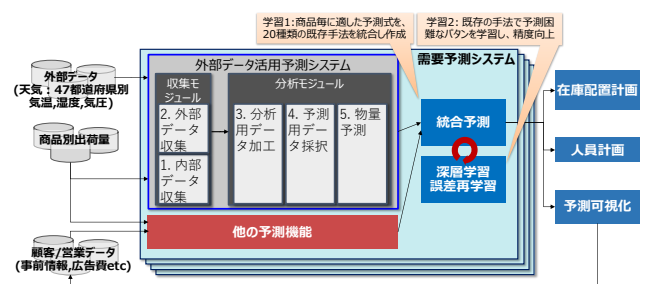 学習1:商品毎に適した予測式を、
20種類の既存手法を統合し作成
学習2: 既存の手法で予測困
難なパタンを学習し、精度向上
外部データ
(天気：47都道府県別
気温,湿度,気圧)
商品別出荷量
顧客/営業データ
(事前情報,広告費etc)
外部データ活用予測システム
需要予測システム
収集モ
ジュール
2. 外部
データ
収集
1. 内部
データ
収集
分析モジュール
3. 分析
用デー
タ加工
4. 予測
用デー
タ採択
5. 物量
予測
他の予測機能
統合予測
深層学習
誤差再学習
在庫配置計画
人員計画
予測可視化